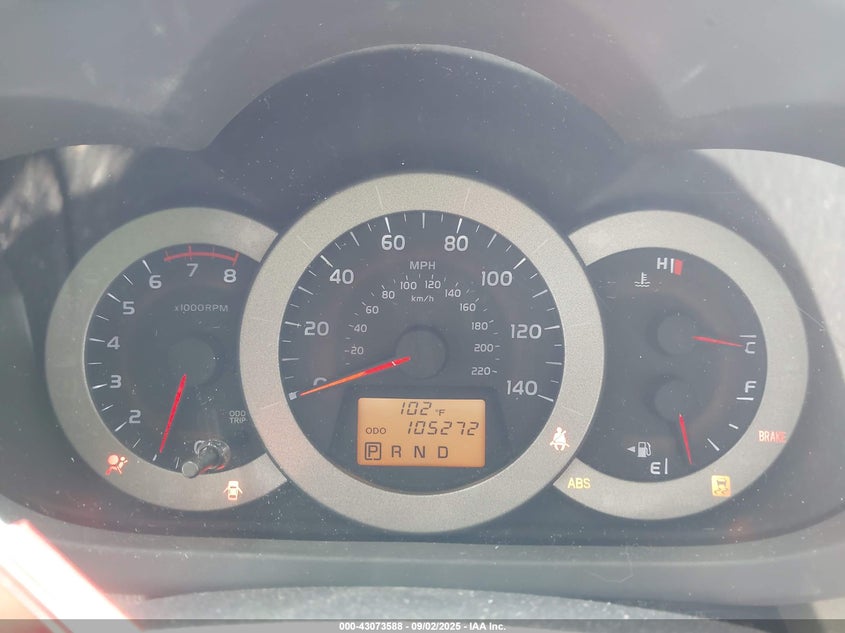 2
3
4
5
6
7
8
x1000RPM
ODO
TRIP
0
20
40
60
80
100
120
140
MPH
km/h
20
40
60
80
100
120
140
160
180
200
220
102°F
ODO 105272
P R N D
H
C
F
E
ABS
BRAKE
000-43073588 - 09/02/2025 - IAA Inc.